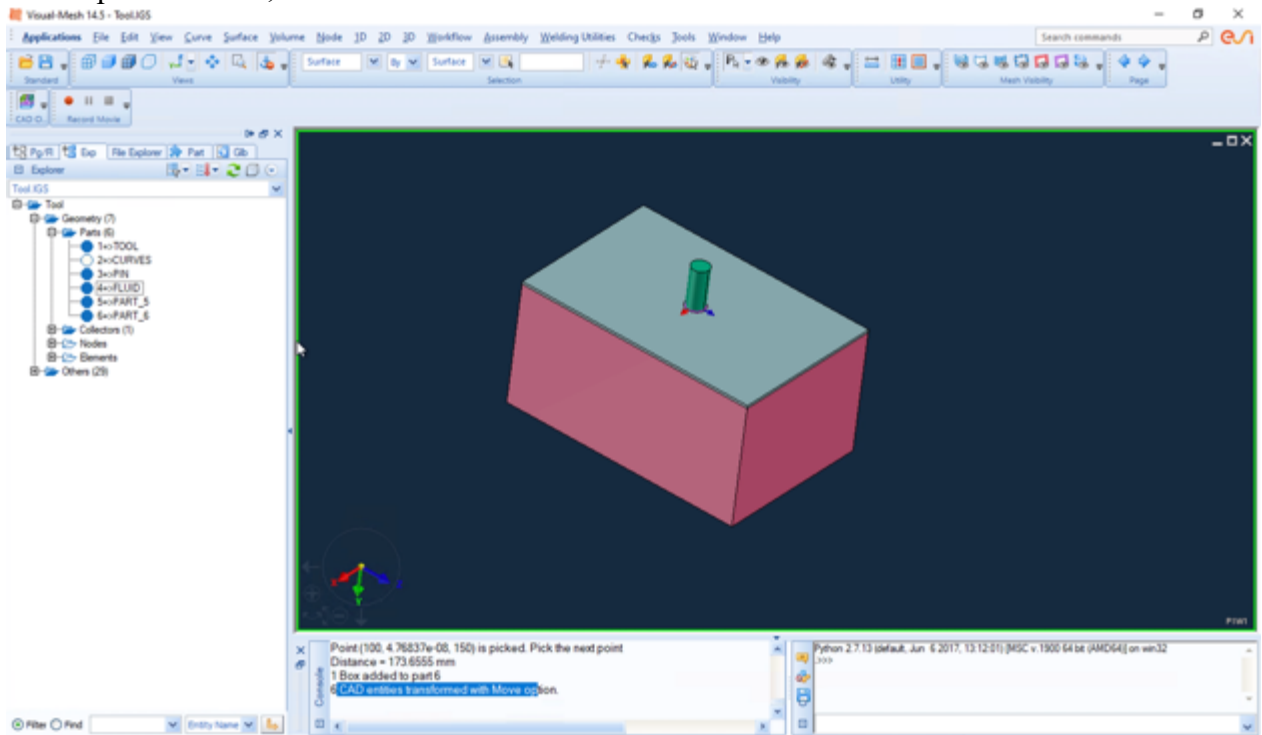 Visual-Mesh 14.5 - Tool.IGS
Applications File Edit View Curve Surface Volume Node 1D 2D 3D Workflow Assembly Welding Utilities Checks Tools Window Help
Search commands
Surface By Surface
Standard Views Selection Visibility Utility Mesh Visibility Page
CAD O... Record Movie
Pg/R Exp File Explorer Part Glb
Explorer
Tool.IGS
Tool
Geometry (7)
Parts (6)
1<>TOOL
2<>CURVES
3<>PIN
4<>FLUID
5<>PART_5
6<>PART_6
Collectors (1)
Nodes
Elements
Others (29)
X
Y
P1W1
Console
Point (100, 4.76837e-08, 150) is picked. Pick the next point
Distance = 173.6555 mm
1 Box added to part 6
6 CAD entities transformed with Move option.
Python 2.7.13 (default, Jun 6 2017, 13:12:01) [MSC v.1900 64 bit (AMD64)] on win32
>>>
Filter Find
Entity Name